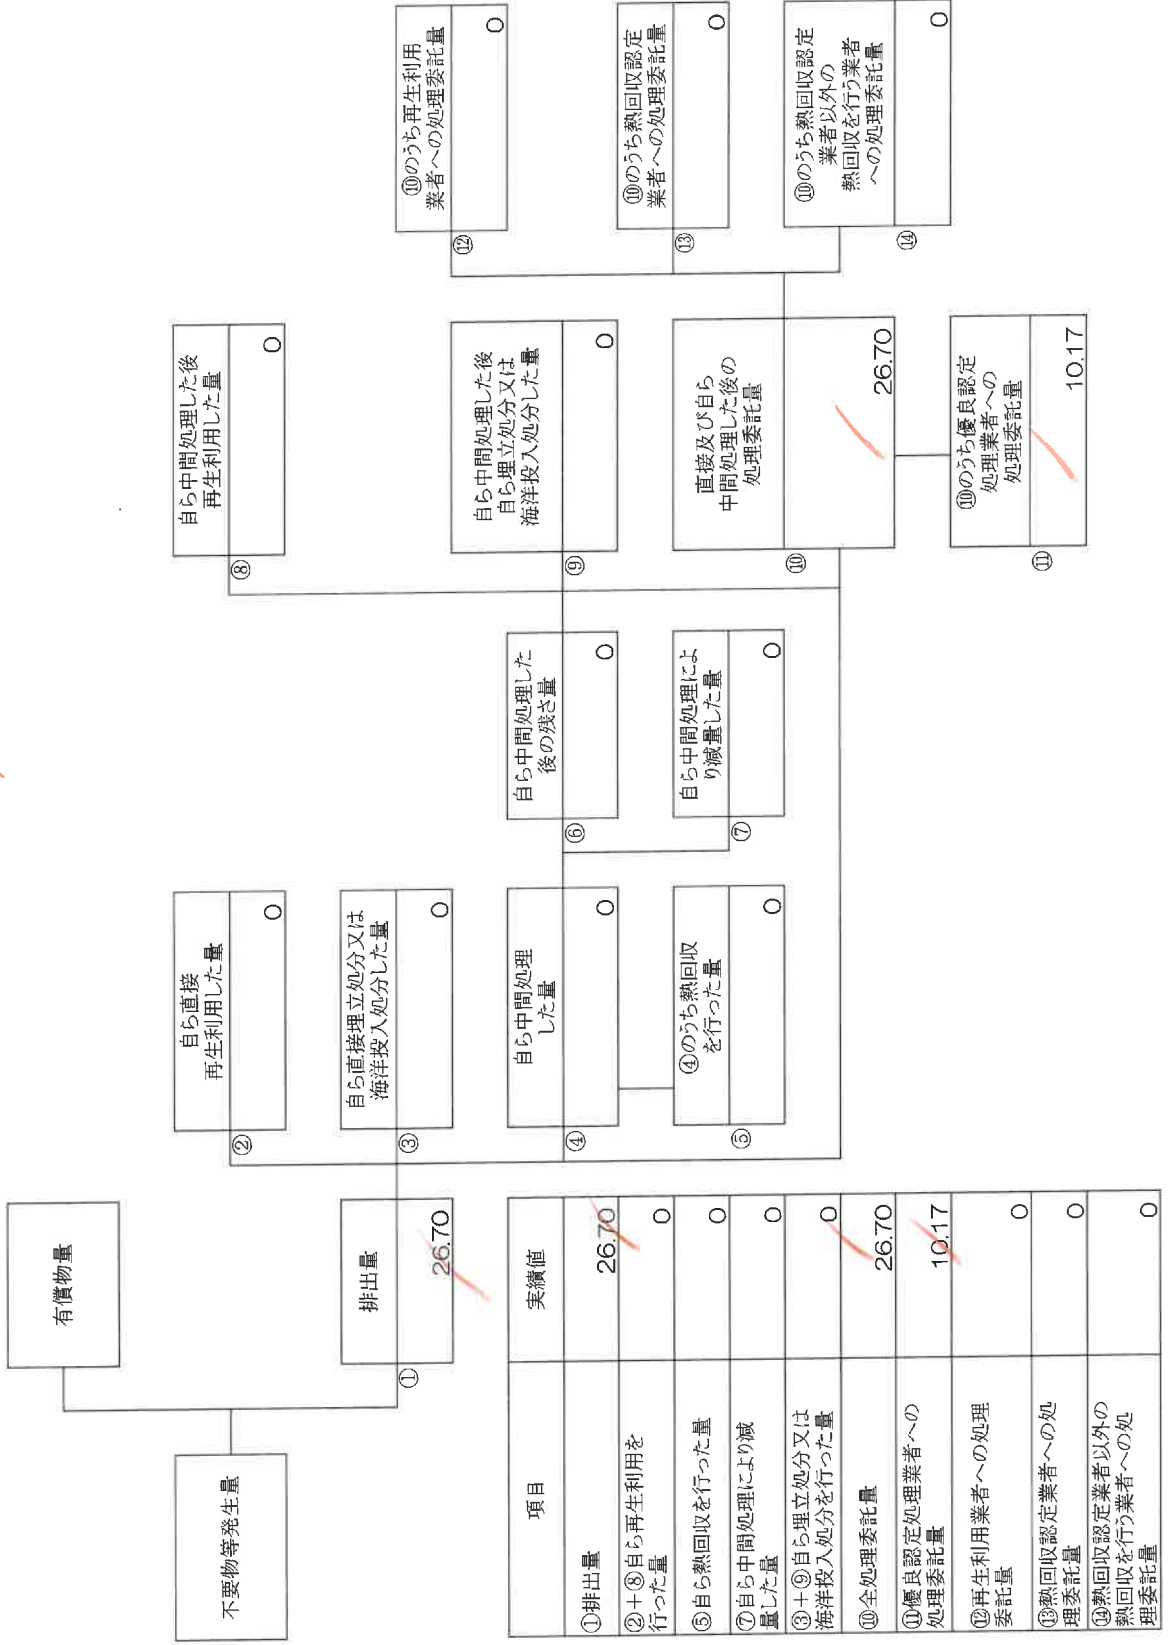 不要物等発生量
有償物量
排出量
①
26.70
自ら直接
再生利用した量
②
0
自ら直接埋立処分又は
海洋投入処分した量
③
0
自ら中間処理
した量
④
0
④のうち熱回収
を行った量
⑤
0
自ら中間処理した
後の残さ量
⑥
0
自ら中間処理によ
り減量した量
⑦
0
自ら中間処理した後
再生利用した量
⑧
0
自ら中間処理した後
自ら埋立処分又は
海洋投入処分した量
⑨
0
直接及び自ら
中間処理した後の
処理委託量
⑩
26.70
⑩のうち優良認定
処理業者への
処理委託量
⑪
10.17
⑩のうち再生利用
業者への処理委託量
⑫
0
⑩のうち熱回収認定
業者への処理委託量
⑬
0
⑩のうち熱回収認定
業者以外の
熱回収を行う業者
への処理委託量
⑭
0
項目 実績値
①排出量 26.70
②+⑧自ら再生利用を
行った量 0
⑤自ら熱回収を行った量 0
⑦自ら中間処理により減
量した量 0
③+⑨自ら埋立処分又は
海洋投入処分を行った量 0
⑩全処理委託量 26.70
⑪優良認定処理業者への
処理委託量 10.17
⑫再生利用業者への処理
委託量 0
⑬熱回収認定業者への処
理委託量 0
⑭熱回収認定業者以外の
熱回収を行う業者への処
理委託量 0